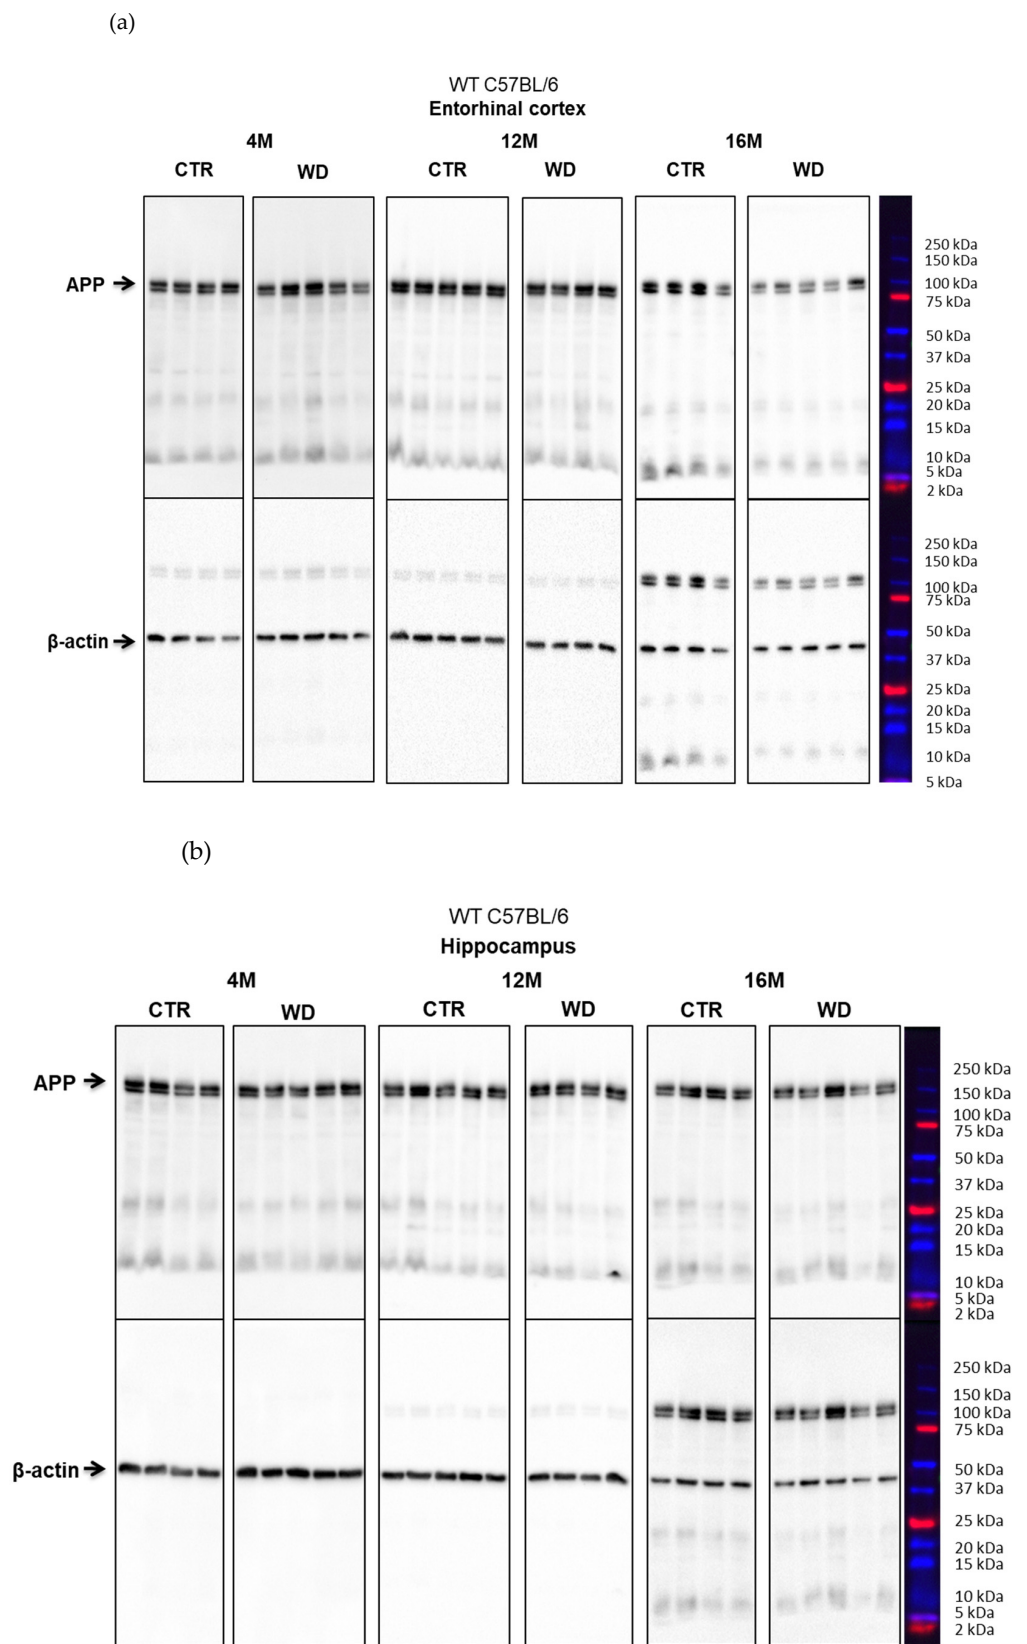 (a)
WT C57BL/6
Entorhinal cortex
4M 12M 16M
CTR WD CTR WD CTR WD
250 kDa
150 kDa
APP → 100 kDa
75 kDa
50 kDa
37 kDa
25 kDa
20 kDa
15 kDa
10 kDa
5 kDa
2 kDa
250 kDa
150 kDa
100 kDa
75 kDa
50 kDa
β-actin →
37 kDa
25 kDa
20 kDa
15 kDa
10 kDa
5 kDa
(b)
WT C57BL/6
Hippocampus
4M 12M 16M
CTR WD CTR WD CTR WD
250 kDa
APP →
150 kDa
100 kDa
75 kDa
50 kDa
37 kDa
25 kDa
20 kDa
15 kDa
10 kDa
5 kDa
2 kDa
250 kDa
150 kDa
100 kDa
75 kDa
β-actin → 50 kDa
37 kDa
25 kDa
20 kDa
15 kDa
10 kDa
5 kDa
2 kDa